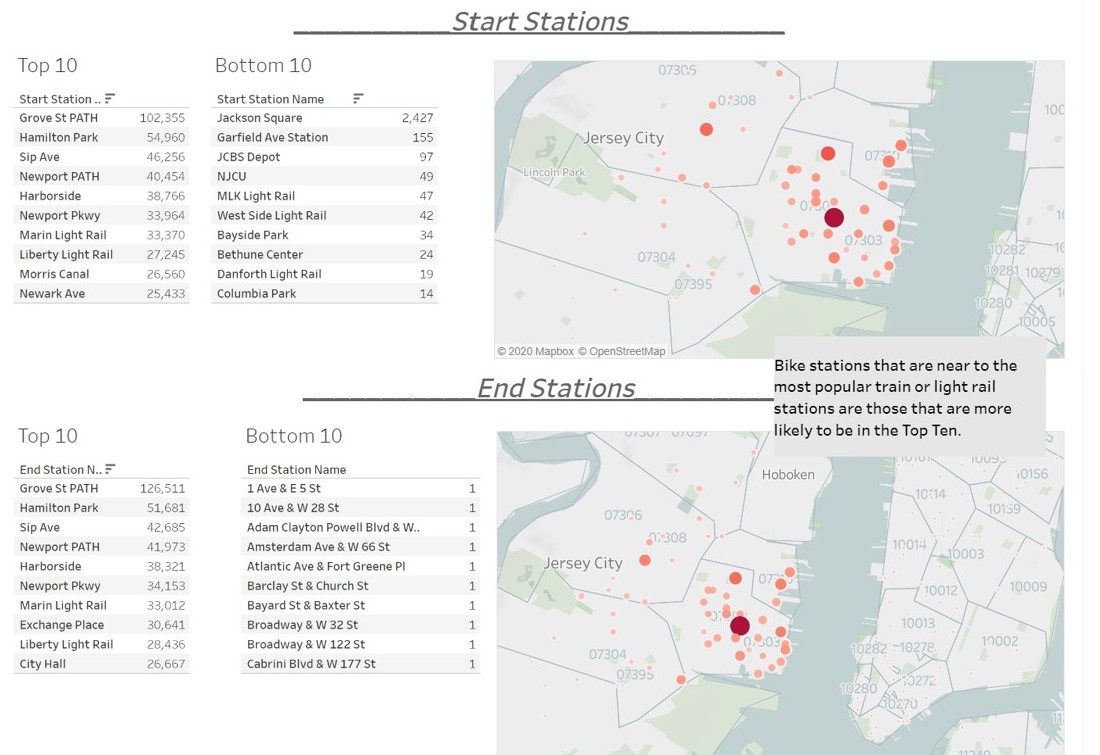 Start Stations
Top 10
Start Station ..
Grove St PATH 102,355
Hamilton Park 54,960
Sip Ave 46,256
Newport PATH 40,454
Harborside 38,766
Newport Pkwy 33,964
Marin Light Rail 33,370
Liberty Light Rail 27,245
Morris Canal 26,560
Newark Ave 25,433
Bottom 10
Start Station Name
Jackson Square 2,427
Garfield Ave Station 155
JCBS Depot 97
NJCU 49
MLK Light Rail 47
West Side Light Rail 42
Bayside Park 34
Bethune Center 24
Danforth Light Rail 19
Columbia Park 14
07306
07308
Jersey City
Lincoln Park
07304
07303
07395
10282
10281 10279
10280
10005
© 2020 Mapbox © OpenStreetMap
Bike stations that are near to the
most popular train or light rail
stations are those that are more
likely to be in the Top Ten.
End Stations
Top 10
End Station N..
Grove St PATH 126,511
Hamilton Park 51,681
Sip Ave 42,685
Newport PATH 41,973
Harborside 38,321
Newport Pkwy 34,153
Marin Light Rail 33,012
Exchange Place 30,641
Liberty Light Rail 28,436
City Hall 26,667
Bottom 10
End Station Name
1 Ave & E 5 St 1
10 Ave & W 28 St 1
Adam Clayton Powell Blvd & W.. 1
Amsterdam Ave & W 66 St 1
Atlantic Ave & Fort Greene Pl 1
Barclay St & Church St 1
Bayard St & Baxter St 1
Broadway & W 32 St 1
Broadway & W 122 St 1
Cabrini Blvd & W 177 St 1
Hoboken
10156
07306
07308
Jersey City
10014
10003
10009
10013
07303
07304
10282 10278
10002
07395
10272
10280
10270